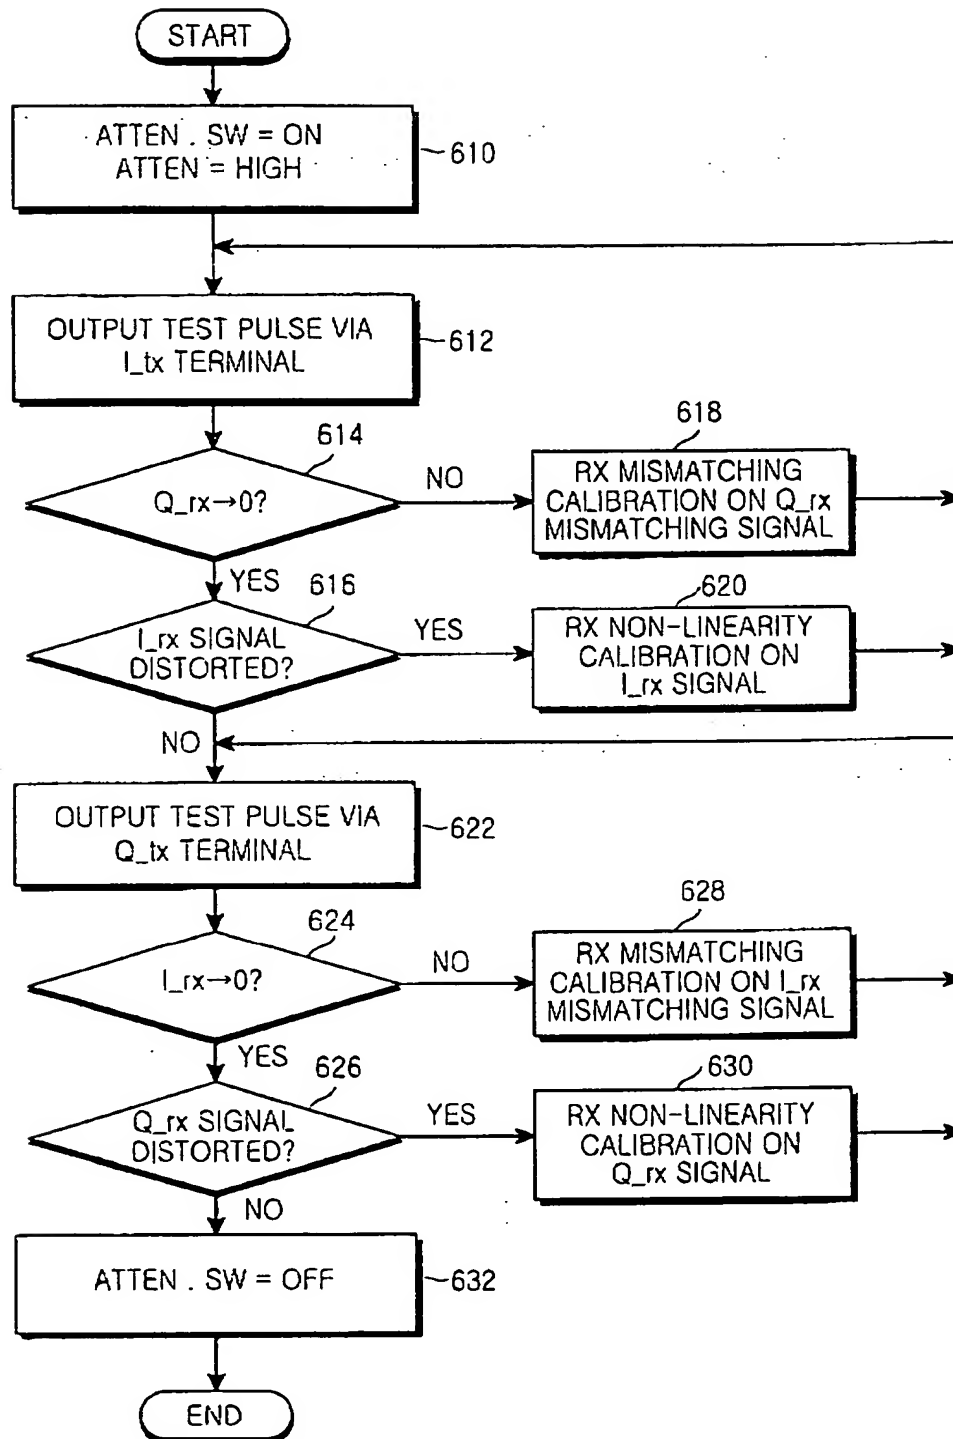 START
ATTEN . SW = ON
ATTEN = HIGH
610
OUTPUT TEST PULSE VIA
I_tx TERMINAL
612
614
Q_rx→0?
NO
618
RX MISMATCHING
CALIBRATION ON Q_rx
MISMATCHING SIGNAL
YES
616
I_rx SIGNAL
DISTORTED?
YES
620
RX NON-LINEARITY
CALIBRATION ON
I_rx SIGNAL
NO
OUTPUT TEST PULSE VIA
Q_tx TERMINAL
622
624
I_rx→0?
NO
628
RX MISMATCHING
CALIBRATION ON I_rx
MISMATCHING SIGNAL
YES
626
Q_rx SIGNAL
DISTORTED?
YES
630
RX NON-LINEARITY
CALIBRATION ON
Q_rx SIGNAL
NO
ATTEN . SW = OFF
632
END